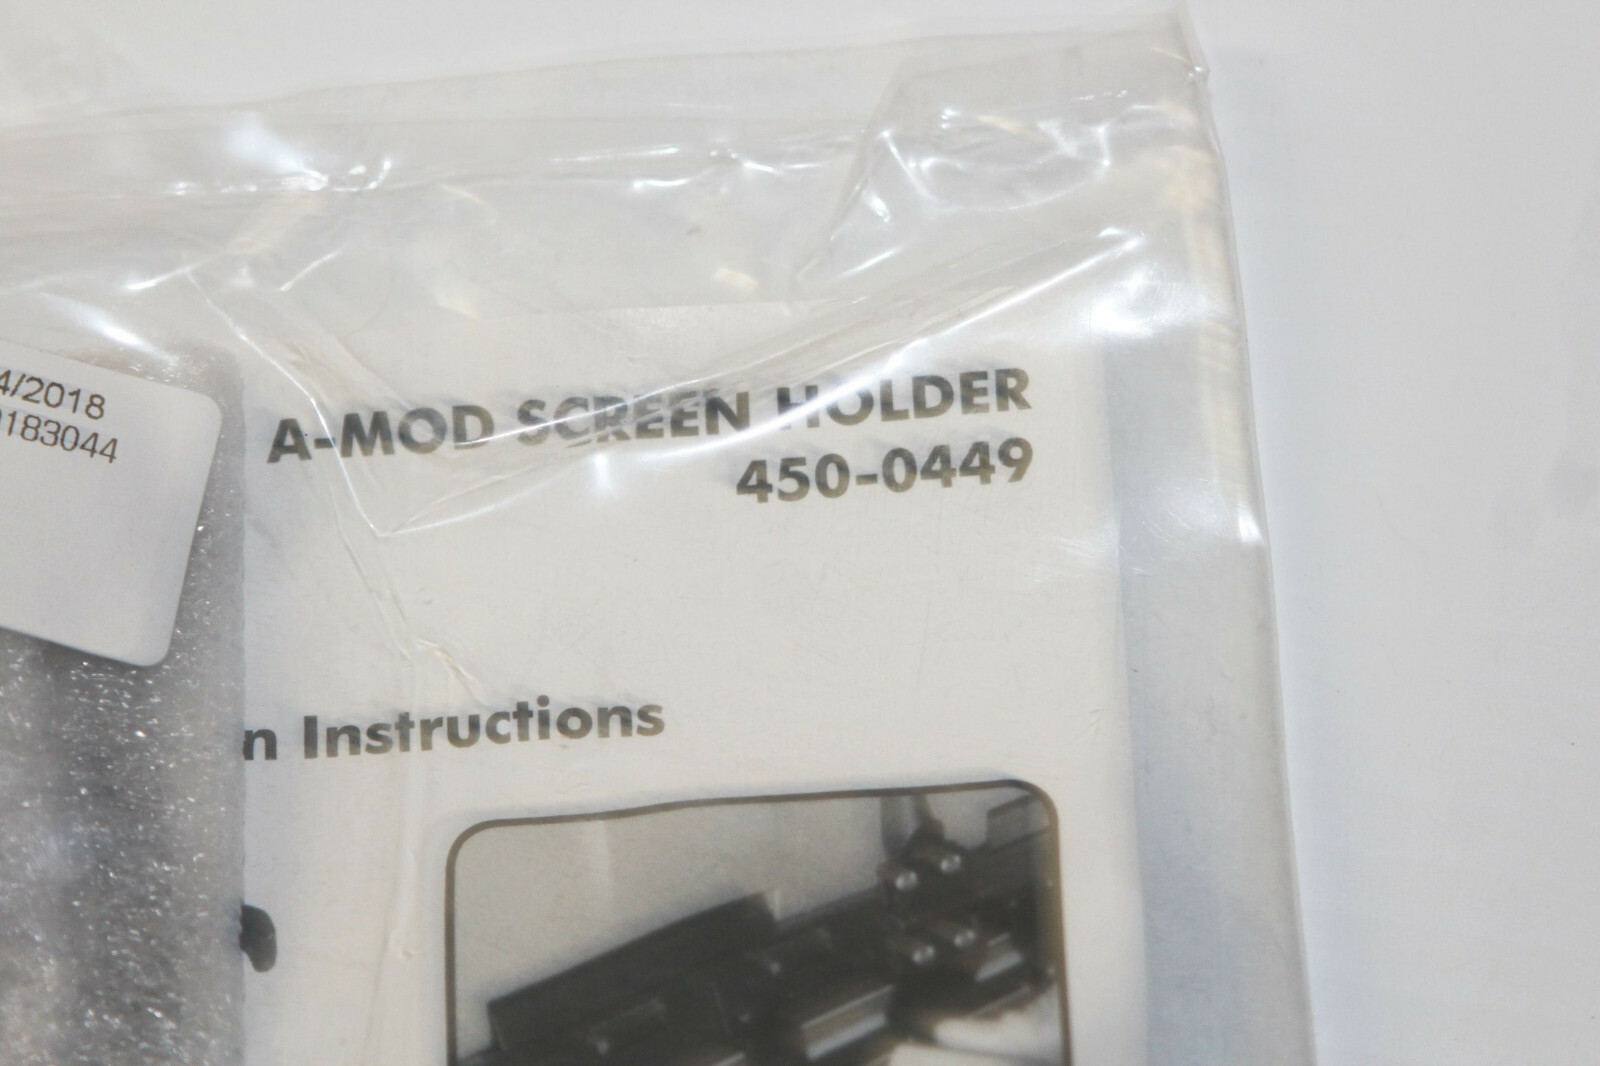 4/2018
183044
A-MOD SCREEN HOLDER
450-0449
n Instructions